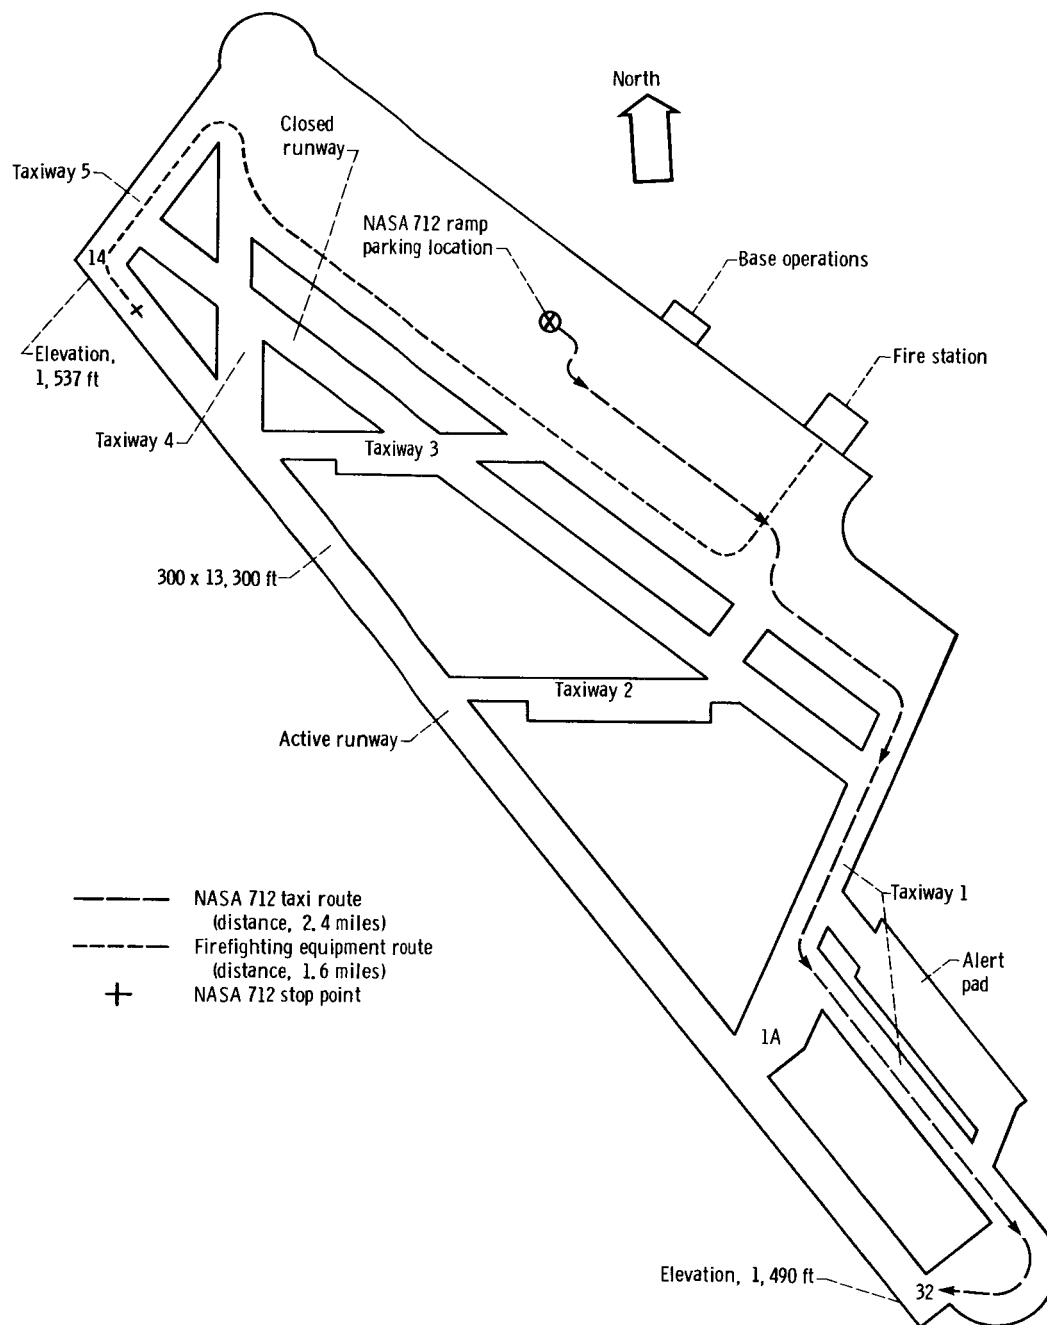 North
Closed
runway
Taxiway 5
NASA 712 ramp
parking location
Base operations
14
Elevation,
1, 537 ft
Fire station
Taxiway 4
Taxiway 3
300 x 13, 300 ft
Taxiway 2
Active runway
Taxiway 1
NASA 712 taxi route
(distance, 2. 4 miles)
Firefighting equipment route
(distance, 1. 6 miles)
NASA 712 stop point
Alert
pad
1A
Elevation, 1, 490 ft
32